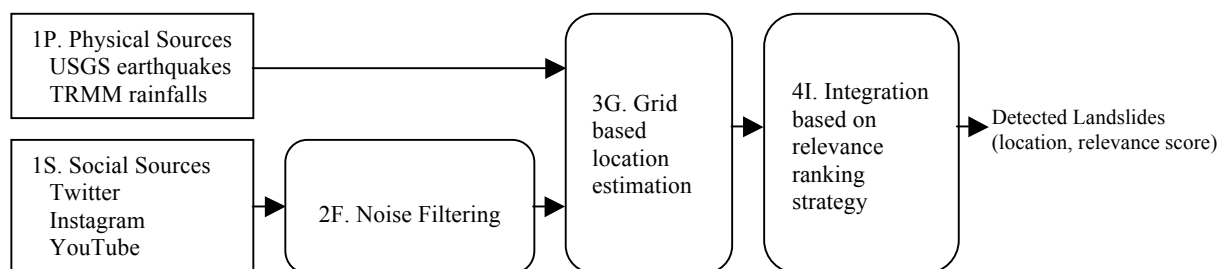 1P. Physical Sources
USGS earthquakes
TRMM rainfalls
1S. Social Sources
Twitter
Instagram
YouTube
2F. Noise Filtering
3G. Grid
based
location
estimation
4I. Integration
based on
relevance
ranking
strategy
Detected Landslides
(location, relevance score)